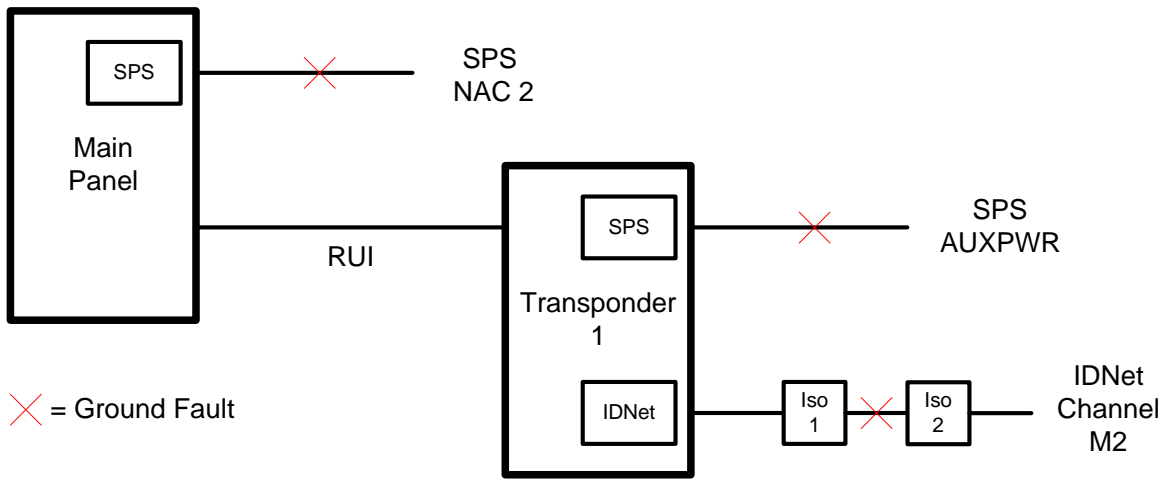 SPS
SPS
NAC 2
Main
Panel
RUI
SPS
SPS
AUXPWR
Transponder
1
= Ground Fault
IDNet
Iso
1
Iso
2
IDNet
Channel
M2